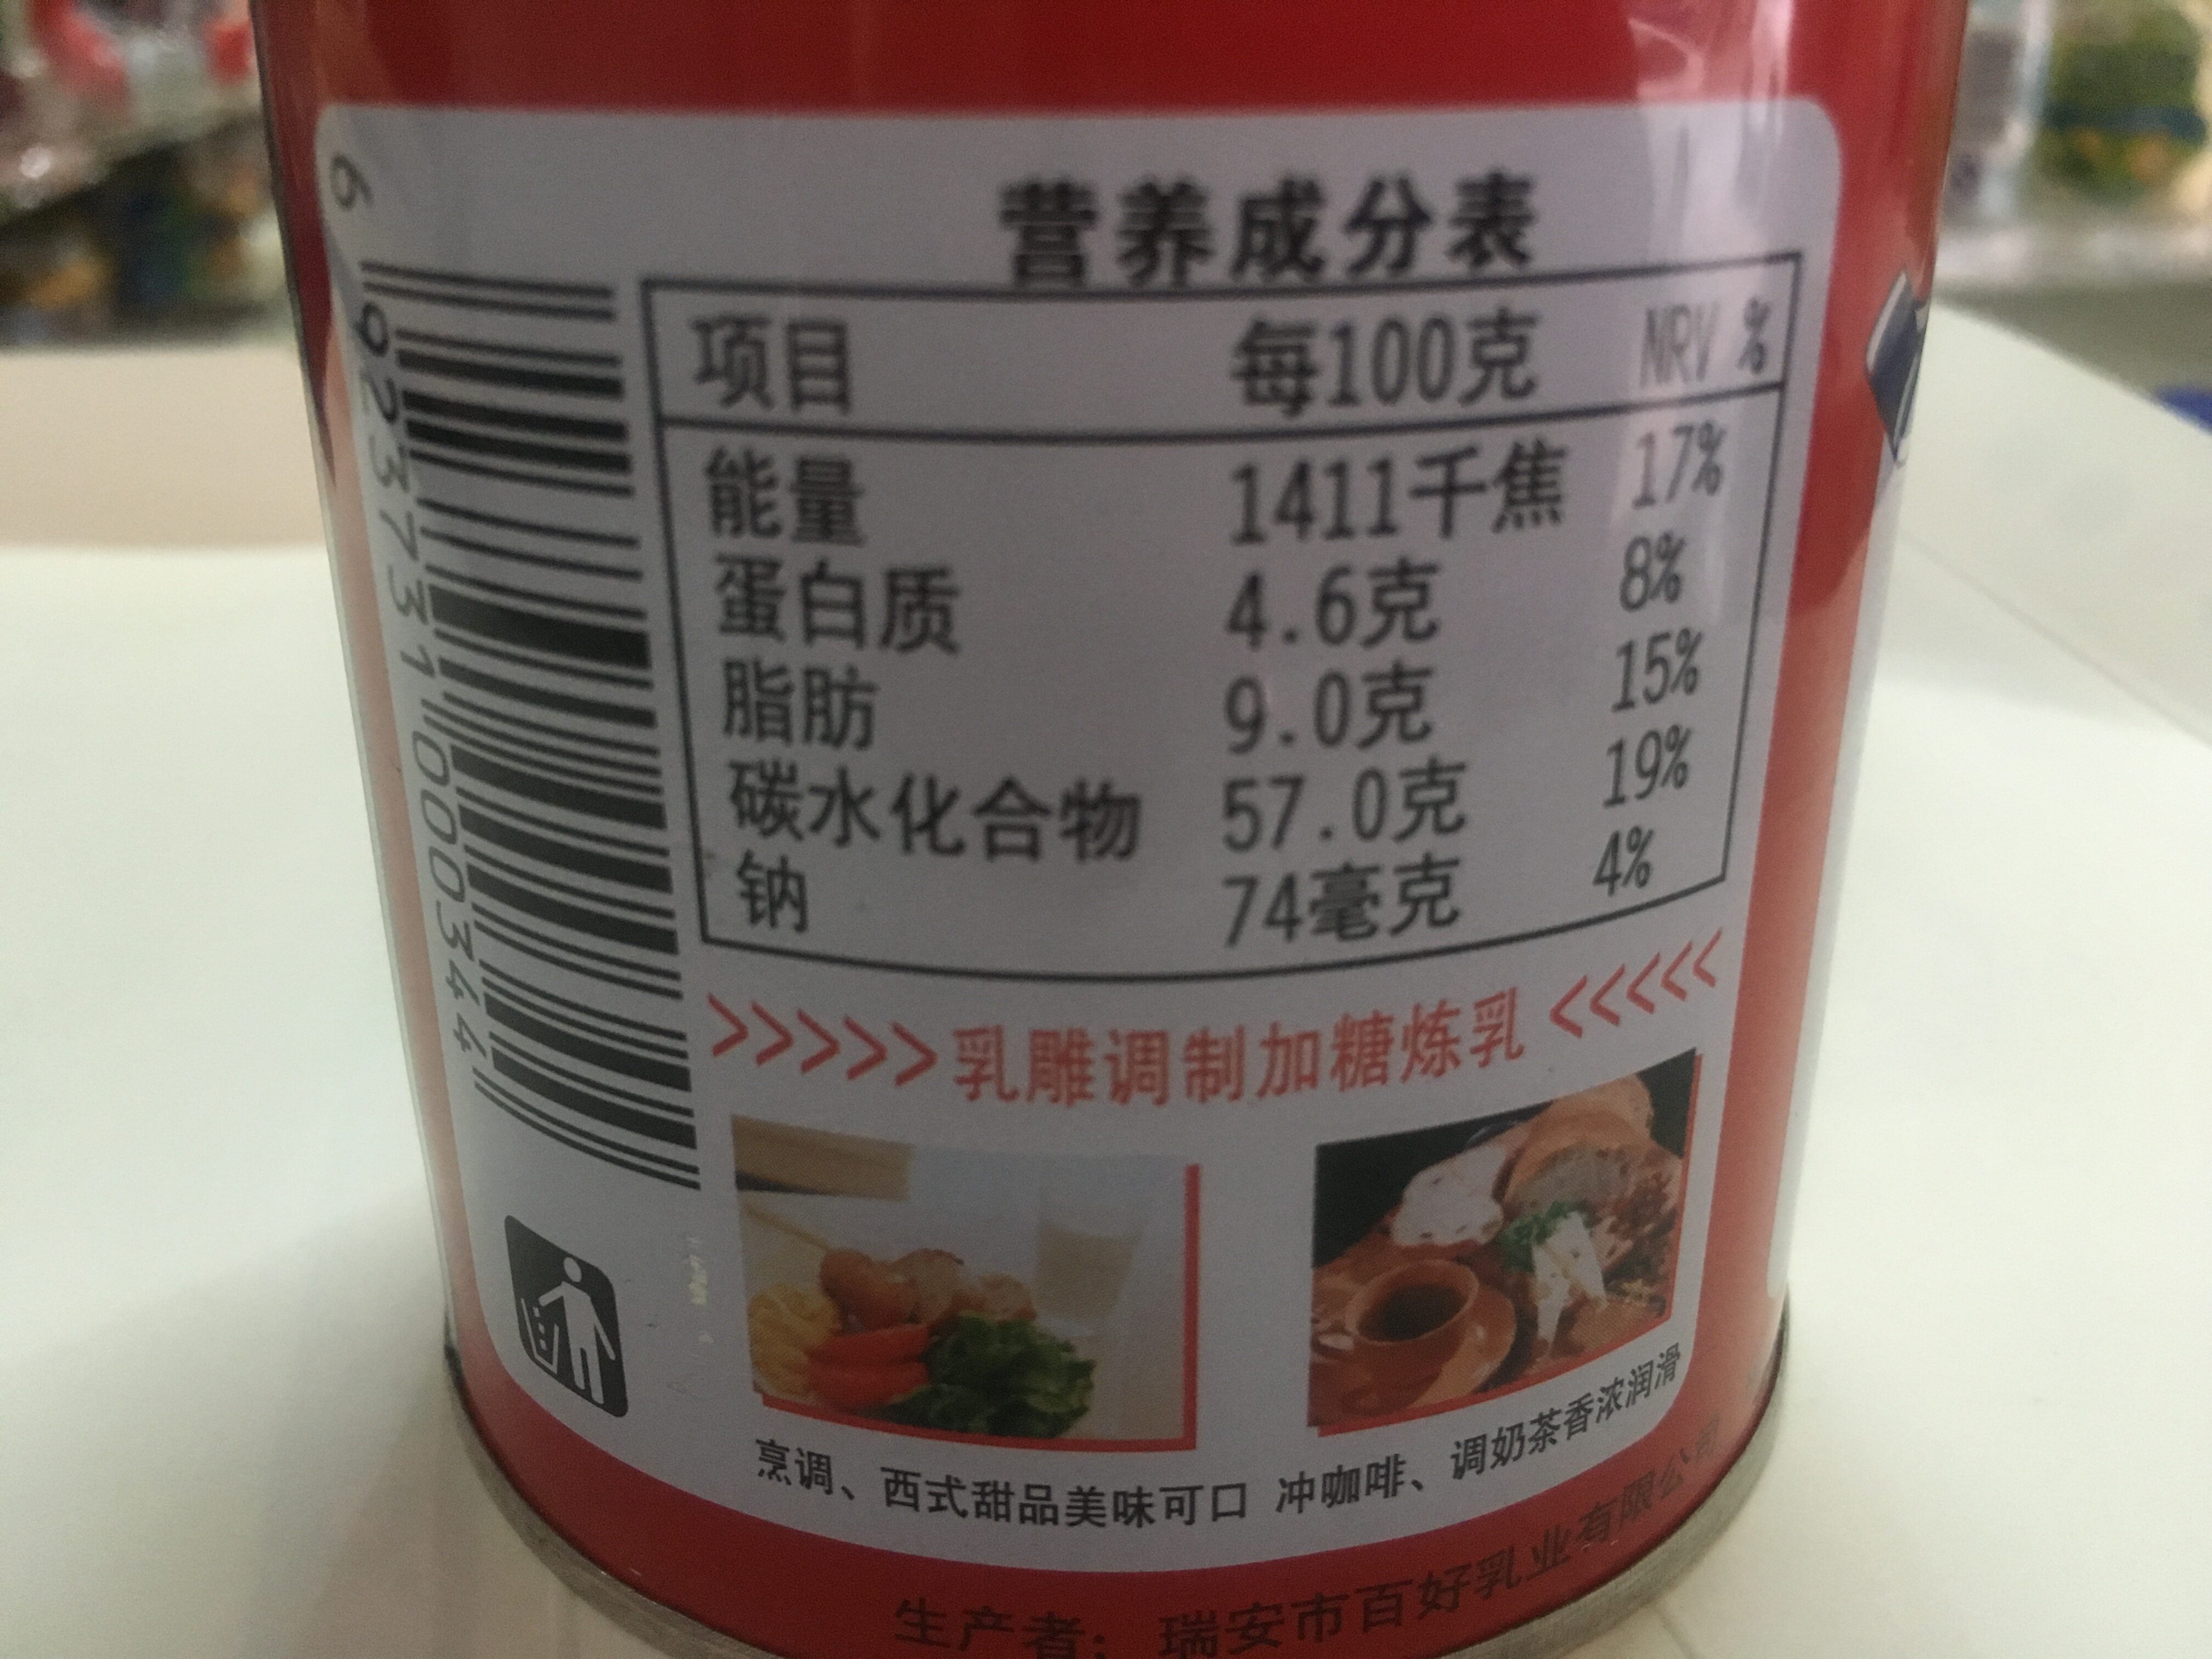 营养成分表
项目 每100克 NRV %
能量 1411千焦 17%
蛋白质 4.6克 8%
脂肪 9.0克 15%
碳水化合物 57.0克 19%
钠 74毫克 4%
>>>>>乳雕调制加糖炼乳<<<<<
烹调、西式甜品美味可口 冲咖啡、调奶茶香浓润滑
生产者: 瑞安市百好乳业有限公司
6 923731 000344